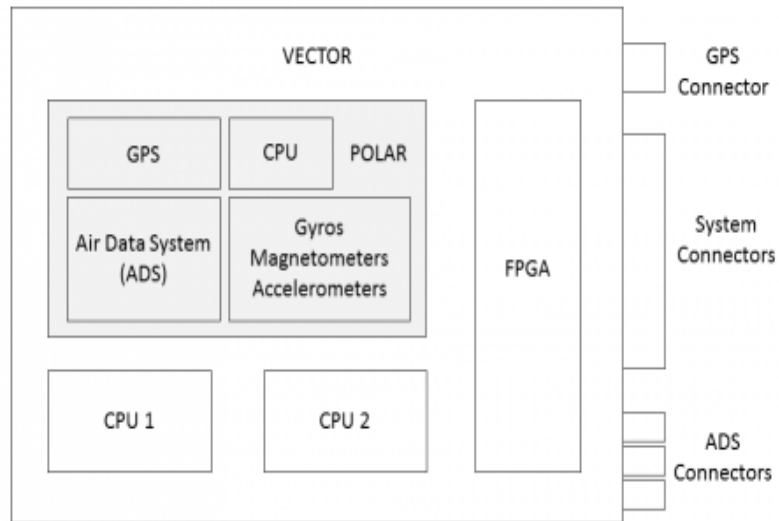 VECTOR
GPS
Connector
GPS
CPU
POLAR
Air Data System
(ADS)
Gyros
Magnetometers
Accelerometers
FPGA
System
Connectors
CPU 1
CPU 2
ADS
Connectors